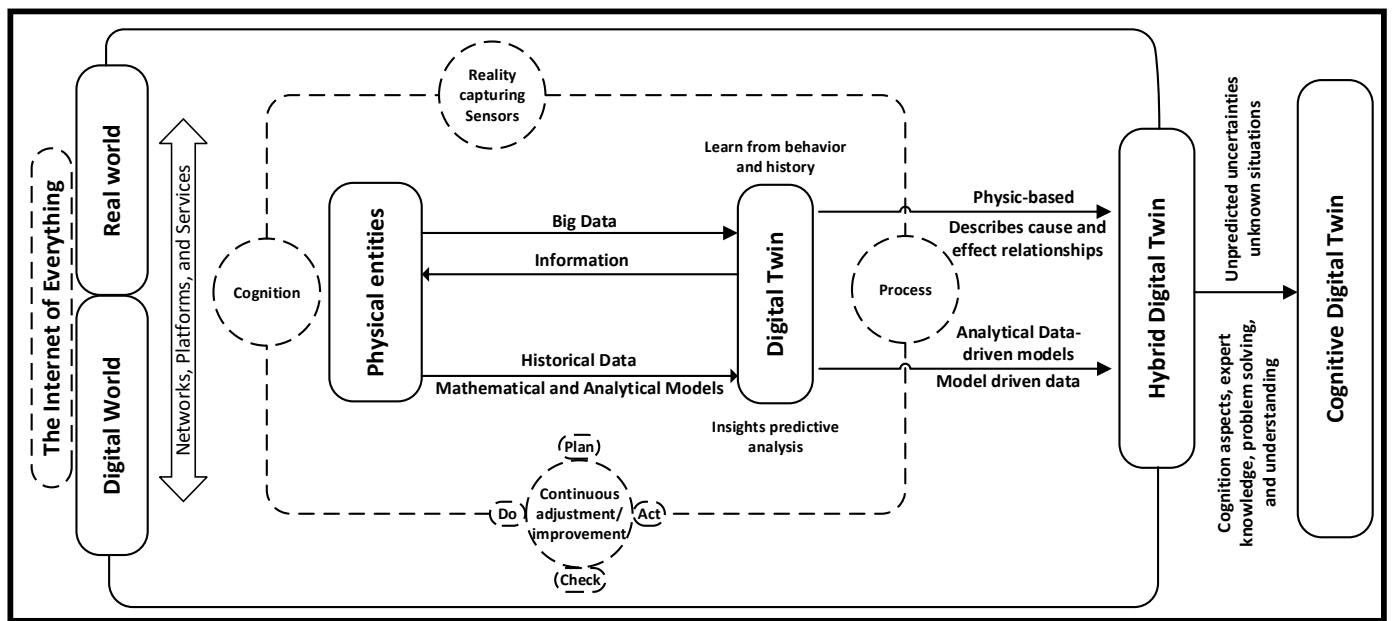 The Internet of Everything
Real world
Digital World
Networks, Platforms, and Services
Reality
capturing
Sensors
Cognition
Physical entities
Big Data
Information
Historical Data
Mathematical and Analytical Models
Learn from behavior
and history
Digital Twin
Insights predictive
analysis
Plan
Do
Continuous
adjustment/
improvement
Act
Check
Process
Physic-based
Describes cause and
effect relationships
Analytical Data-
driven models
Model driven data
Hybrid Digital Twin
Unpredicted uncertainties
unknown situations
Cognition aspects, expert
knowledge, problem solving,
and understanding
Cognitive Digital Twin